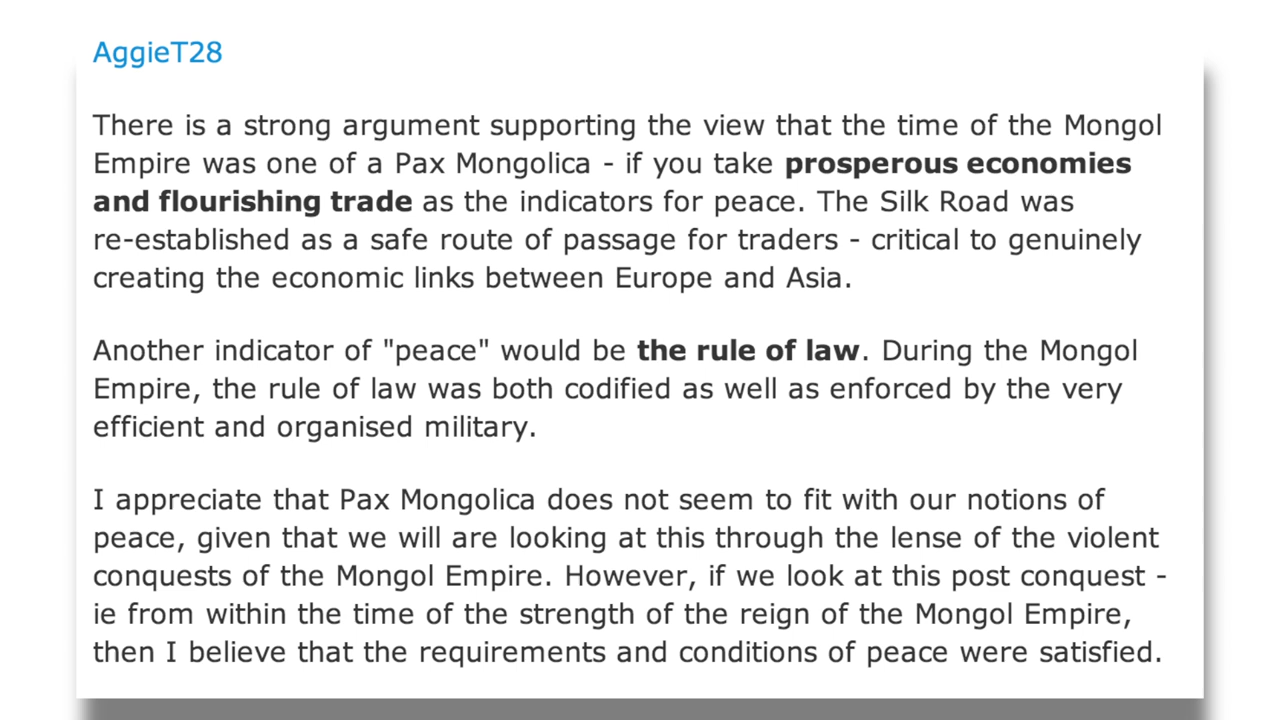 AggieT28
There is a strong argument supporting the view that the time of the Mongol
Empire was one of a Pax Mongolica - if you take prosperous economies
and flourishing trade as the indicators for peace. The Silk Road was
re-established as a safe route of passage for traders - critical to genuinely
creating the economic links between Europe and Asia.
Another indicator of "peace" would be the rule of law. During the Mongol
Empire, the rule of law was both codified as well as enforced by the very
efficient and organised military.
I appreciate that Pax Mongolica does not seem to fit with our notions of
peace, given that we will are looking at this through the lense of the violent
conquests of the Mongol Empire. However, if we look at this post conquest -
ie from within the time of the strength of the reign of the Mongol Empire,
then I believe that the requirements and conditions of peace were satisfied.